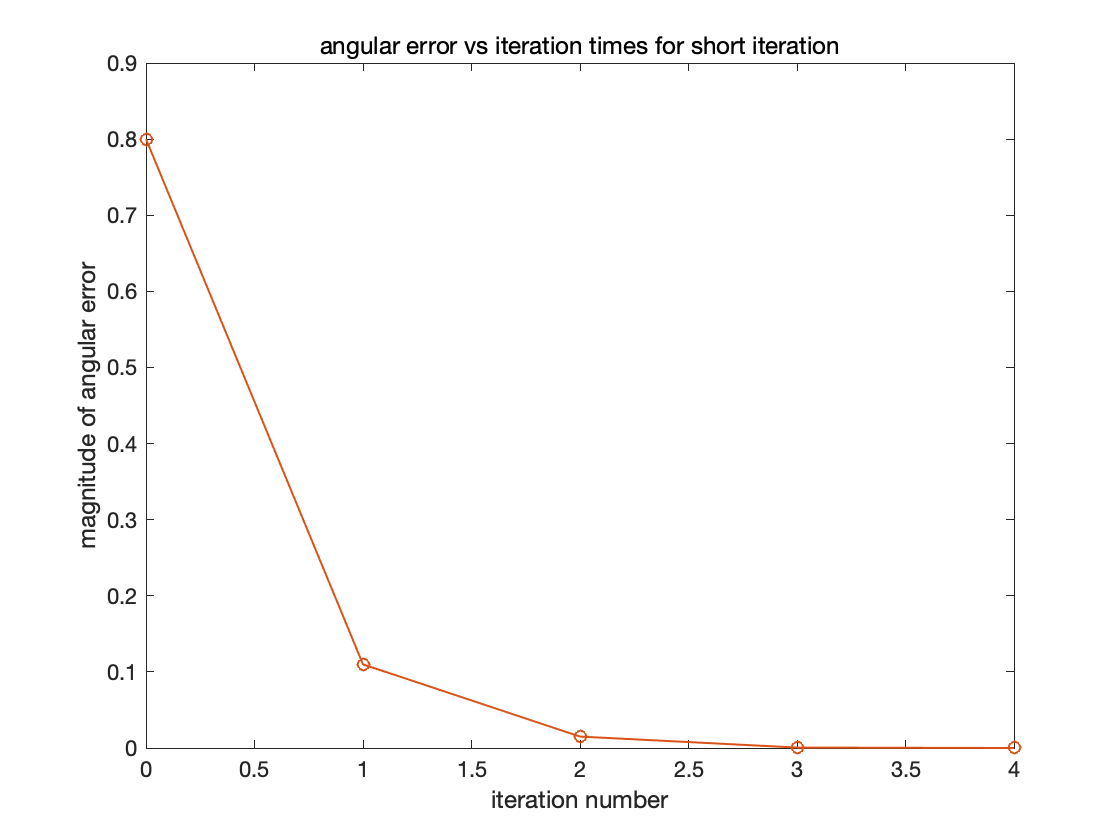 angular error vs iteration times for short iteration
0.9
0.8
0.7
0.6
0.5
0.4
0.3
0.2
0.1
0
magnitude of angular error
0 0.5 1 1.5 2 2.5 3 3.5 4
iteration number